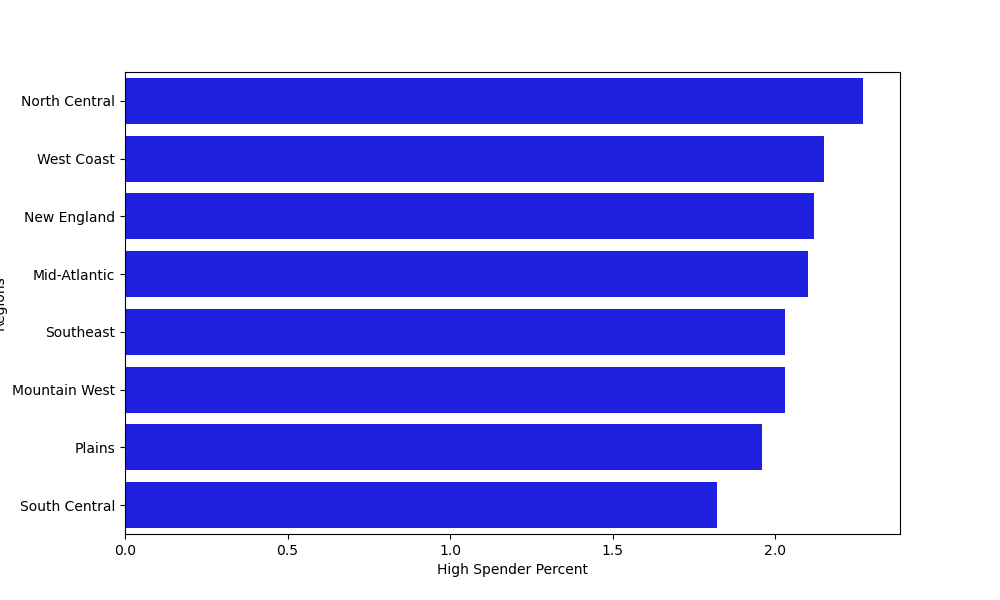 North Central
West Coast
New England
Mid-Atlantic
Southeast
Mountain West
Plains
South Central
Regions
0.0 0.5 1.0 1.5 2.0
High Spender Percent